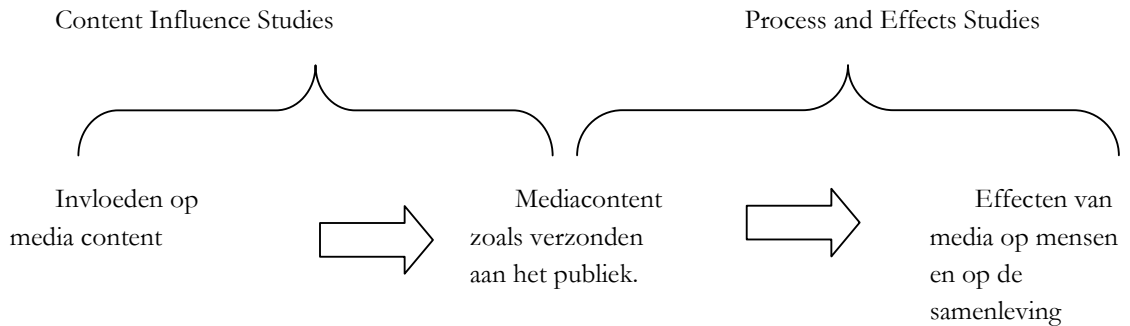 Content Influence Studies
Process and Effects Studies
Invloeden op
media content
Mediacontent
zoals verzonden
aan het publiek.
Effecten van
media op mensen
en op de
samenleving